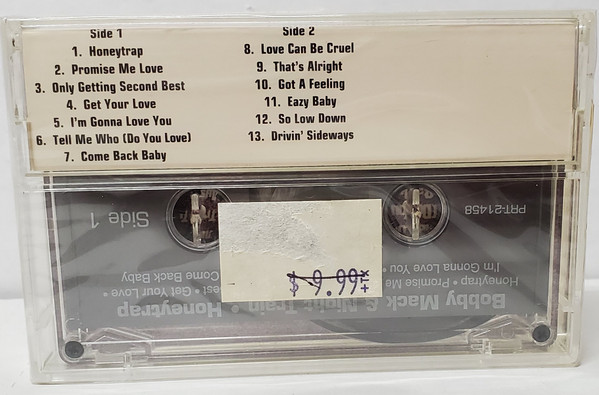 Side 1
1. Honeytrap
2. Promise Me Love
3. Only Getting Second Best
4. Get Your Love
5. I'm Gonna Love You
6. Tell Me Who (Do You Love)
7. Come Back Baby
Side 2
8. Love Can Be Cruel
9. That's Alright
10. Got A Feeling
11. Eazy Baby
12. So Low Down
13. Drivin' Sideways
Side 1
PRT-21458
$ 9.99
Bobby Mack & Night Train • Honeytrap
Honeytrap • Promise Me est • Get Your Love •
I'm Gonna Love You Come Back Baby